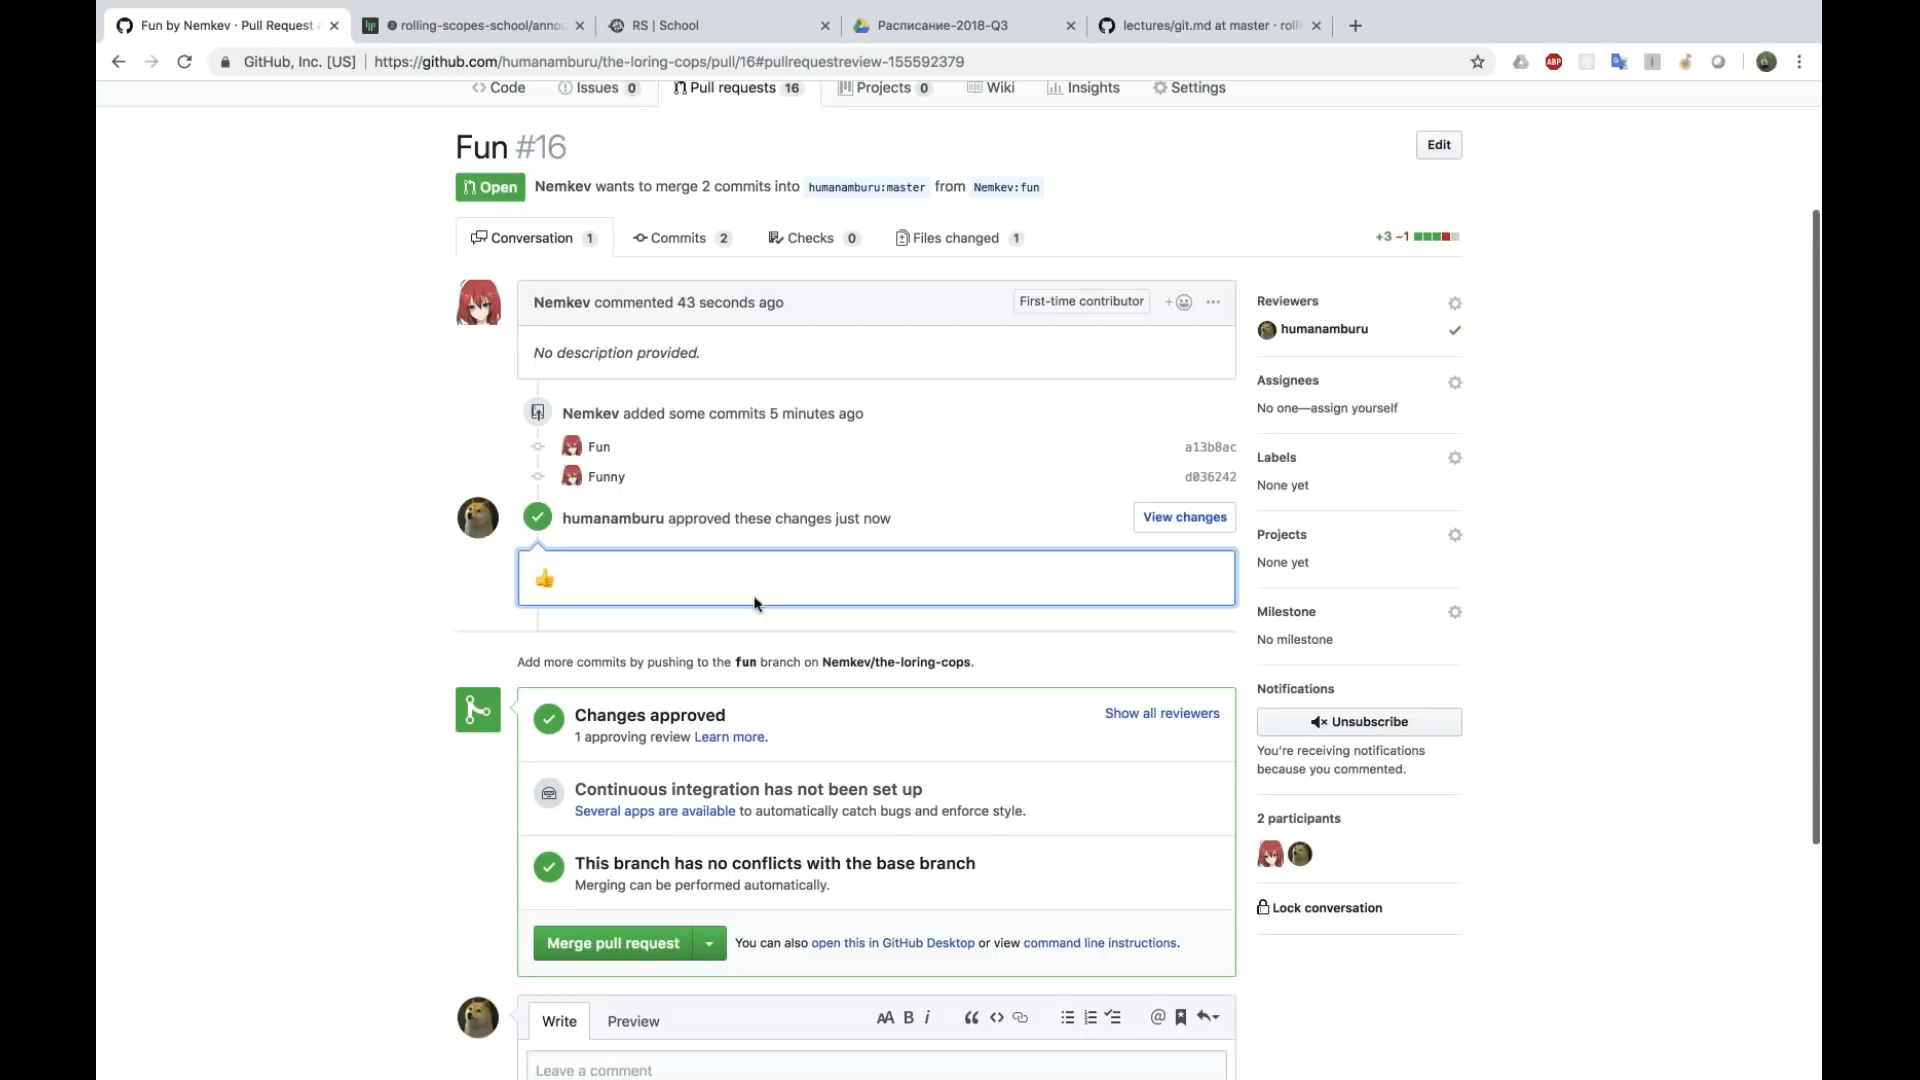 Fun by Nemkev · Pull Request
rolling-scopes-school/annou
RS | School
Расписание-2018-Q3
lectures/git.md at master · rolli
GitHub, Inc. [US] | https://github.com/humanamburu/the-loring-cops/pull/16#pullrequestreview-155592379
ABP
Code
Issues 0
Pull requests 16
Projects 0
Wiki
Insights
Settings
Fun #16
Edit
Open
Nemkev wants to merge 2 commits into humanamburu:master from Nemkev:fun
Conversation 1
Commits 2
Checks 0
Files changed 1
+3 −1
Nemkev commented 43 seconds ago
First-time contributor
No description provided.
Nemkev added some commits 5 minutes ago
Fun
a13b8ac
Funny
d036242
humanamburu approved these changes just now
View changes
👍
Add more commits by pushing to the fun branch on Nemkev/the-loring-cops.
Changes approved
Show all reviewers
1 approving review Learn more.
Continuous integration has not been set up
Several apps are available to automatically catch bugs and enforce style.
This branch has no conflicts with the base branch
Merging can be performed automatically.
Merge pull request
You can also open this in GitHub Desktop or view command line instructions.
Write
Preview
AA B i
Leave a comment
Reviewers
humanamburu
Assignees
No one—assign yourself
Labels
None yet
Projects
None yet
Milestone
No milestone
Notifications
Unsubscribe
You're receiving notifications
because you commented.
2 participants
Lock conversation